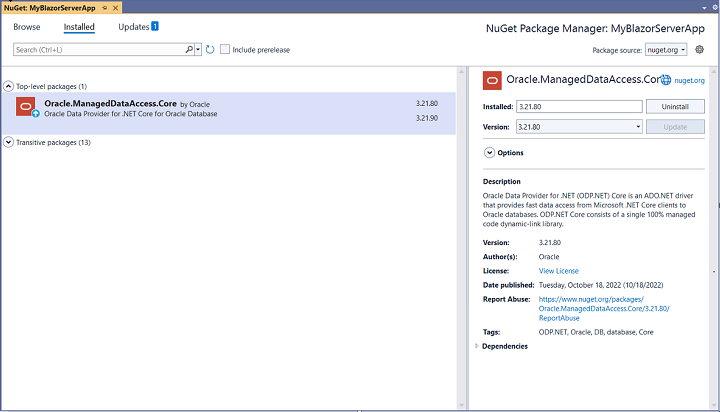 NuGet: MyBlazorServerApp
Browse Installed Updates 1
NuGet Package Manager: MyBlazorServerApp
Search (Ctrl+L) Include prerelease
Package source: nuget.org
Top-level packages (1)
Oracle.ManagedDataAccess.Core by Oracle 3.21.80
Oracle Data Provider for .NET Core for Oracle Database 3.21.90
Transitive packages (13)
Oracle.ManagedDataAccess.Cor nuget.org
Installed: 3.21.80 Uninstall
Version: 3.21.80 Update
Options
Description
Oracle Data Provider for .NET (ODP.NET) Core is an ADO.NET driver
that provides fast data access from Microsoft .NET Core clients to
Oracle databases. ODP.NET Core consists of a single 100% managed
code dynamic-link library.
Version: 3.21.80
Author(s): Oracle
License: View License
Date published: Tuesday, October 18, 2022 (10/18/2022)
Report Abuse: https://www.nuget.org/packages/
Oracle.ManagedDataAccess.Core/3.21.80/
ReportAbuse
Tags: ODP.NET, Oracle, DB, database, Core
Dependencies